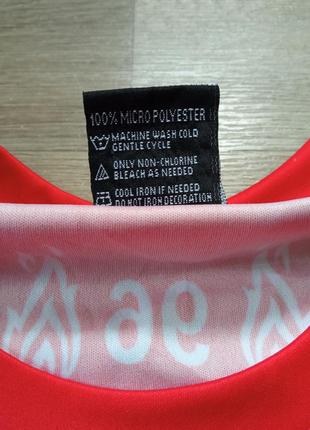 100% MICRO POLYESTER
MACHINE WASH COLD
GENTLE CYCLE
ONLY NON-CHLORINE
BLEACH AS NEEDED
COOL IRON IF NEEDED
DO NOT IRON DECORATION